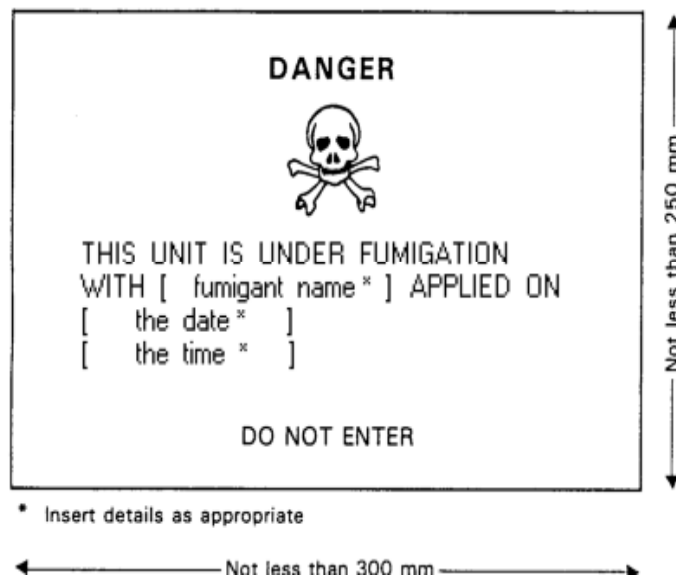 DANGER
THIS UNIT IS UNDER FUMIGATION
WITH [ fumigant name* ] APPLIED ON
[ the date* ]
[ the time * ]
DO NOT ENTER
Not less than 250 mm
* Insert details as appropriate
Not less than 300 mm